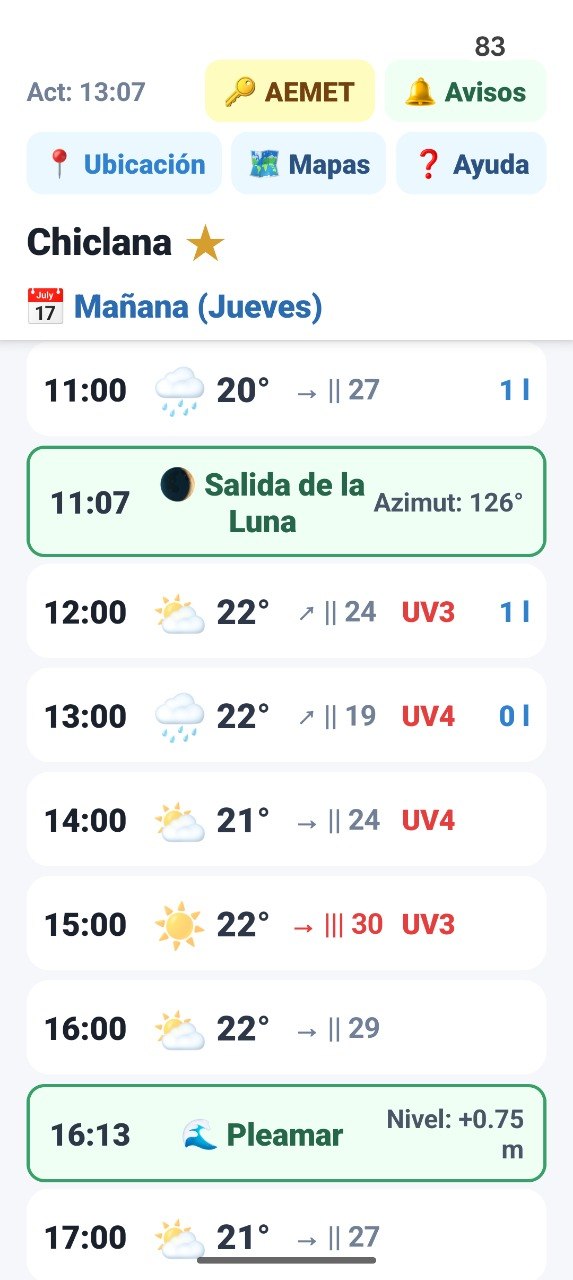 83
Act: 13:07
🔑 AEMET
🔔 Avisos
📍 Ubicación
🗺️ Mapas
❓ Ayuda
Chiclana ★
📅 Mañana (Jueves)
11:00 🌧️ 20° → || 27 1 l
11:07 🌒 Salida de la Luna Azimut: 126°
12:00 🌤️ 22° ↗ || 24 UV3 1 l
13:00 🌧️ 22° ↗ || 19 UV4 0 l
14:00 🌤️ 21° → || 24 UV4
15:00 ☀️ 22° → ||| 30 UV3
16:00 🌤️ 22° → || 29
16:13 🌊 Pleamar Nivel: +0.75 m
17:00 🌤️ 21° → || 27